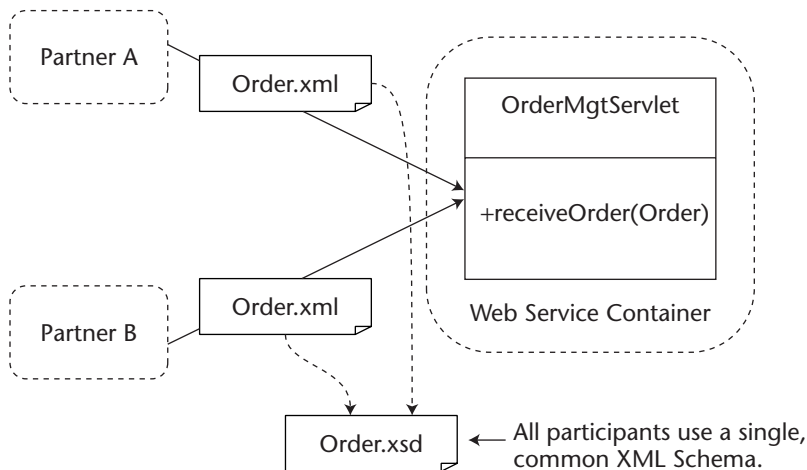 Partner A
Order.xml
OrderMgtServlet
+receiveOrder(Order)
Order.xml
Web Service Container
Partner B
Order.xsd
All participants use a single,
common XML Schema.